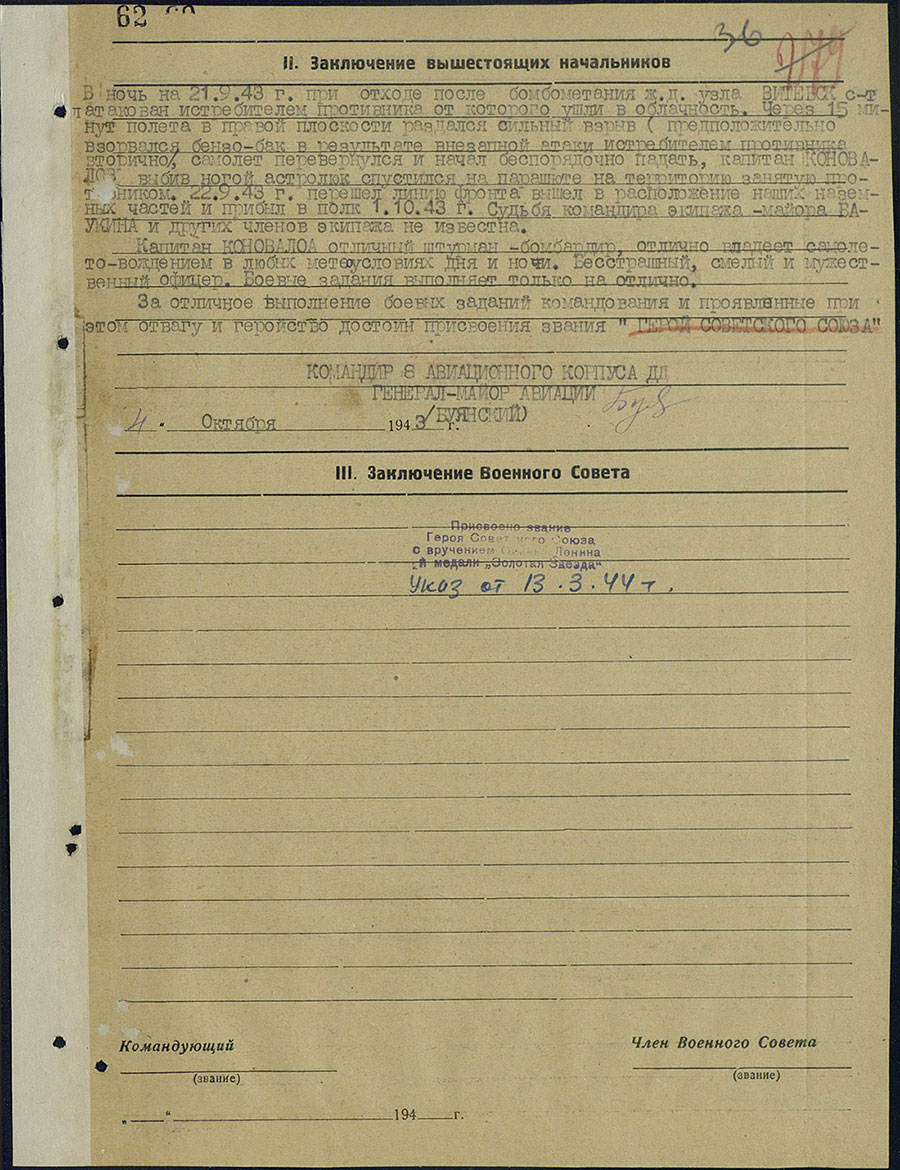 62
36
II. Заключение вышестоящих начальников
В ночь на 21.9.43 г. при отходе после бомбометания ж.д. узла ВИТЕБСК с-т
атакован истребителем противника от которого ушли в облачность. Через 15 ми-
нут полета в правой плоскости раздался сильный взрыв ( предположительно
взорвался бензо-бак в результате внезапной атаки истребителем противника
вторично/, самолет перевернулся и начал беспорядочно падать, капитан КОНОВА-
ЛОВ выбив ногой астролюк спустился на парашюте на территорию занятую про-
тивником. 22.9.43 г. перешел линию фронта вышел в расположение наших назем-
ных частей и прибыл в полк 1.10.43 г. Судьба командира экипажа -майора ВА-
УКИНА и других членов экипажа не известна.
Капитан КОНОВАЛОА отличный штурман -бомбардир, отлично владеет самоле-
то-вождением в любых метеоусловиях дня и ночи. Бесстрашный, смелый и мужест-
венный офицер. Боевые задания выполняет только на отлично.
За отличное выполнение боевых заданий командования и проявленные при
этом отвагу и геройство достоин присвоения звания " ГЕРОЙ СОВЕТСКОГО СОЮЗА"
КОМАНДИР 8 АВИАЦИОННОГО КОРПУСА ДД
ГЕНЕРАЛ-МАЙОР АВИАЦИИ
/БУЯНСКИЙ)
4. Октября 1943 г.
III. Заключение Военного Совета
Присвоено звание
Героя Советского Союза
с вручением Ленина
и медали „Золотая Звезда"
Указ от 13.3.44 г.
Командующий
Член Военного Совета
(звание)
(звание)
„ " 194 г.